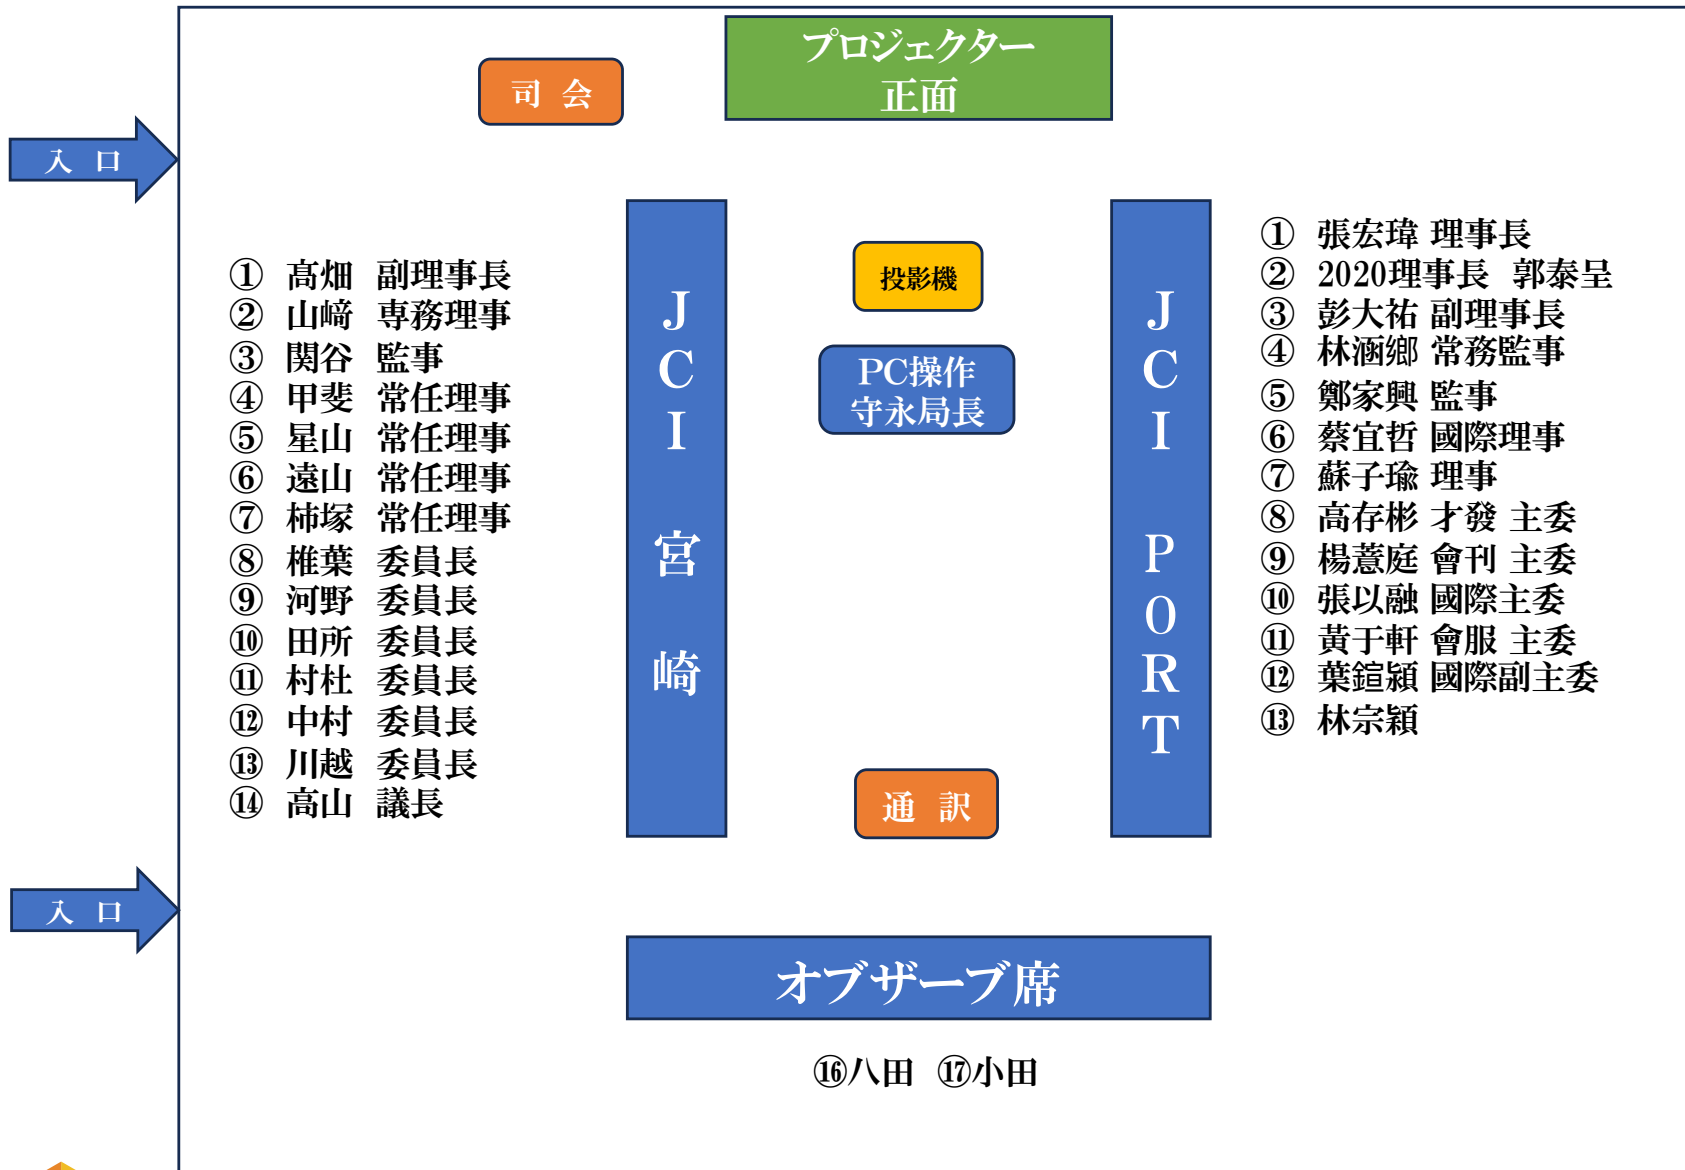 プロジェクター
正面
司 会
入 口
投影機
PC操作
守永局長
JCI 宮崎
① 髙畑 副理事長
② 山﨑 専務理事
③ 関谷 監事
④ 甲斐 常任理事
⑤ 星山 常任理事
⑥ 遠山 常任理事
⑦ 柿塚 常任理事
⑧ 椎葉 委員長
⑨ 河野 委員長
⑩ 田所 委員長
⑪ 村社 委員長
⑫ 中村 委員長
⑬ 川越 委員長
⑭ 高山 議長
JCI PORT
① 張宏瑋 理事長
② 2020理事長 郭泰呈
③ 彭大祐 副理事長
④ 林涵鄉 常務監事
⑤ 鄭家興 監事
⑥ 蔡宜哲 國際理事
⑦ 蘇子瑜 理事
⑧ 高存彬 才發 主委
⑨ 楊薏庭 會刊 主委
⑩ 張以融 國際主委
⑪ 黃于軒 會服 主委
⑫ 葉鍹潁 國際副主委
⑬ 林宗穎
通 訳
入 口
オブザーブ席
⑯八田 ⑰小田